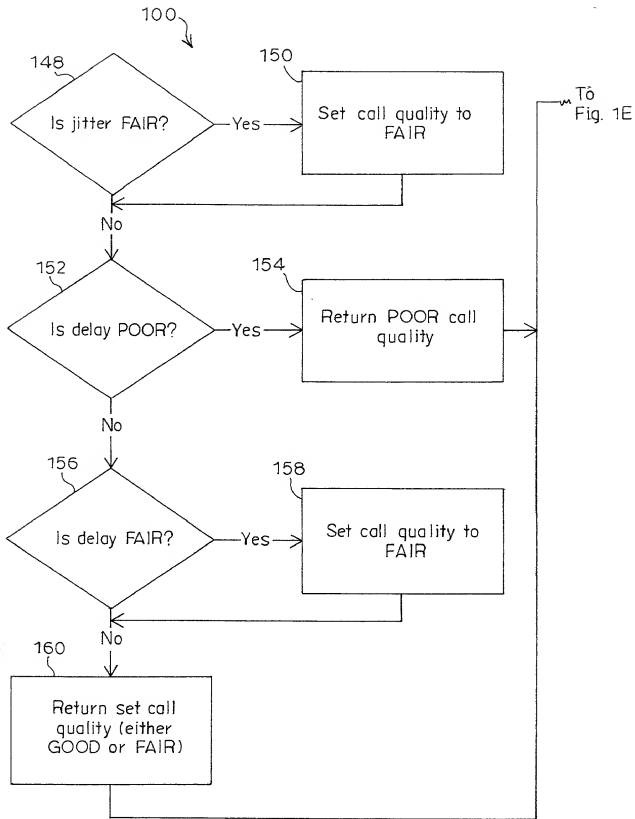 100
148
Is jitter FAIR?
Yes
150
Set call quality to
FAIR
To
Fig. 1E
No
152
Is delay POOR?
Yes
154
Return POOR call
quality
No
156
Is delay FAIR?
Yes
158
Set call quality to
FAIR
No
160
Return set call
quality (either
GOOD or FAIR)